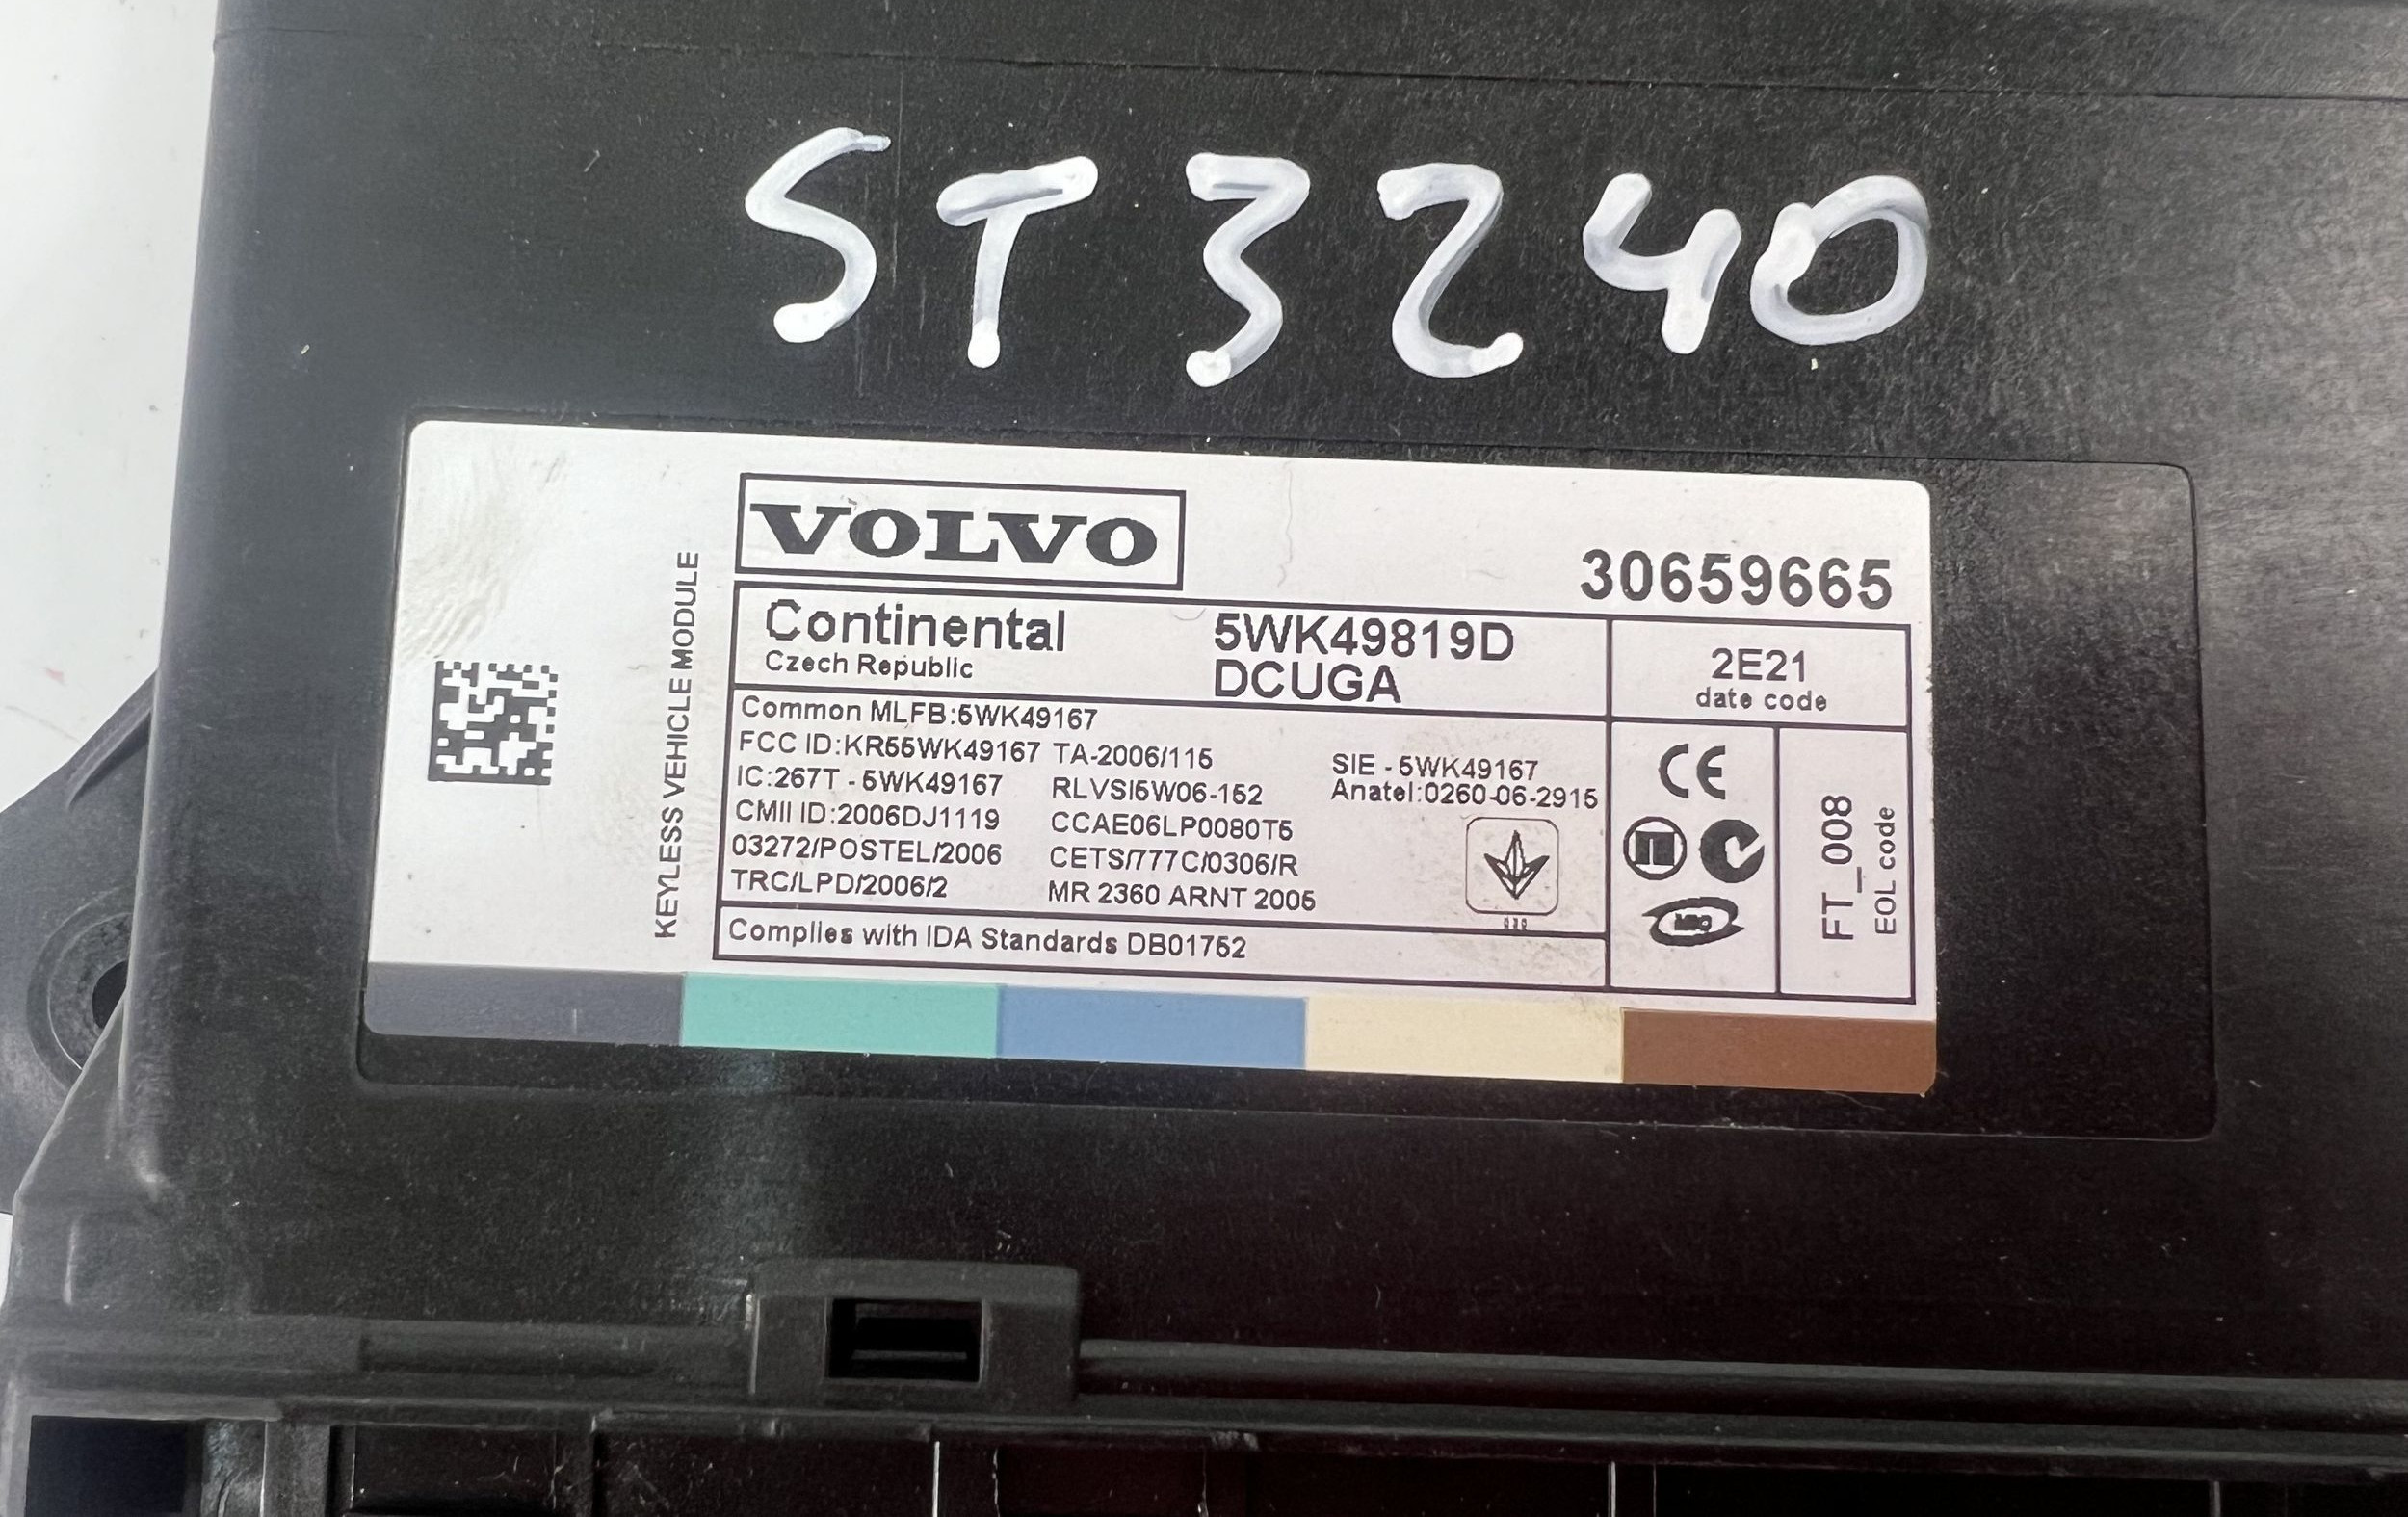 ST3240
VOLVO
30659665
KEYLESS VEHICLE MODULE
Continental
Czech Republic
5WK49819D
DCUGA
2E21
date code
Common MLFB:5WK49167
FCC ID:KR55WK49167 TA-2006/115
IC:267T - 5WK49167
CMII ID:2006DJ1119
03272/POSTEL/2006
TRC/LPD/2006/2
RLVSI5W06-152
CCAE06LP0080T5
CETS/777C/0306/R
MR 2360 ARNT 2005
SIE - 5WK49167
Anatel:0260-06-2915
Complies with IDA Standards DB01752
CE
FT_008
EOL code